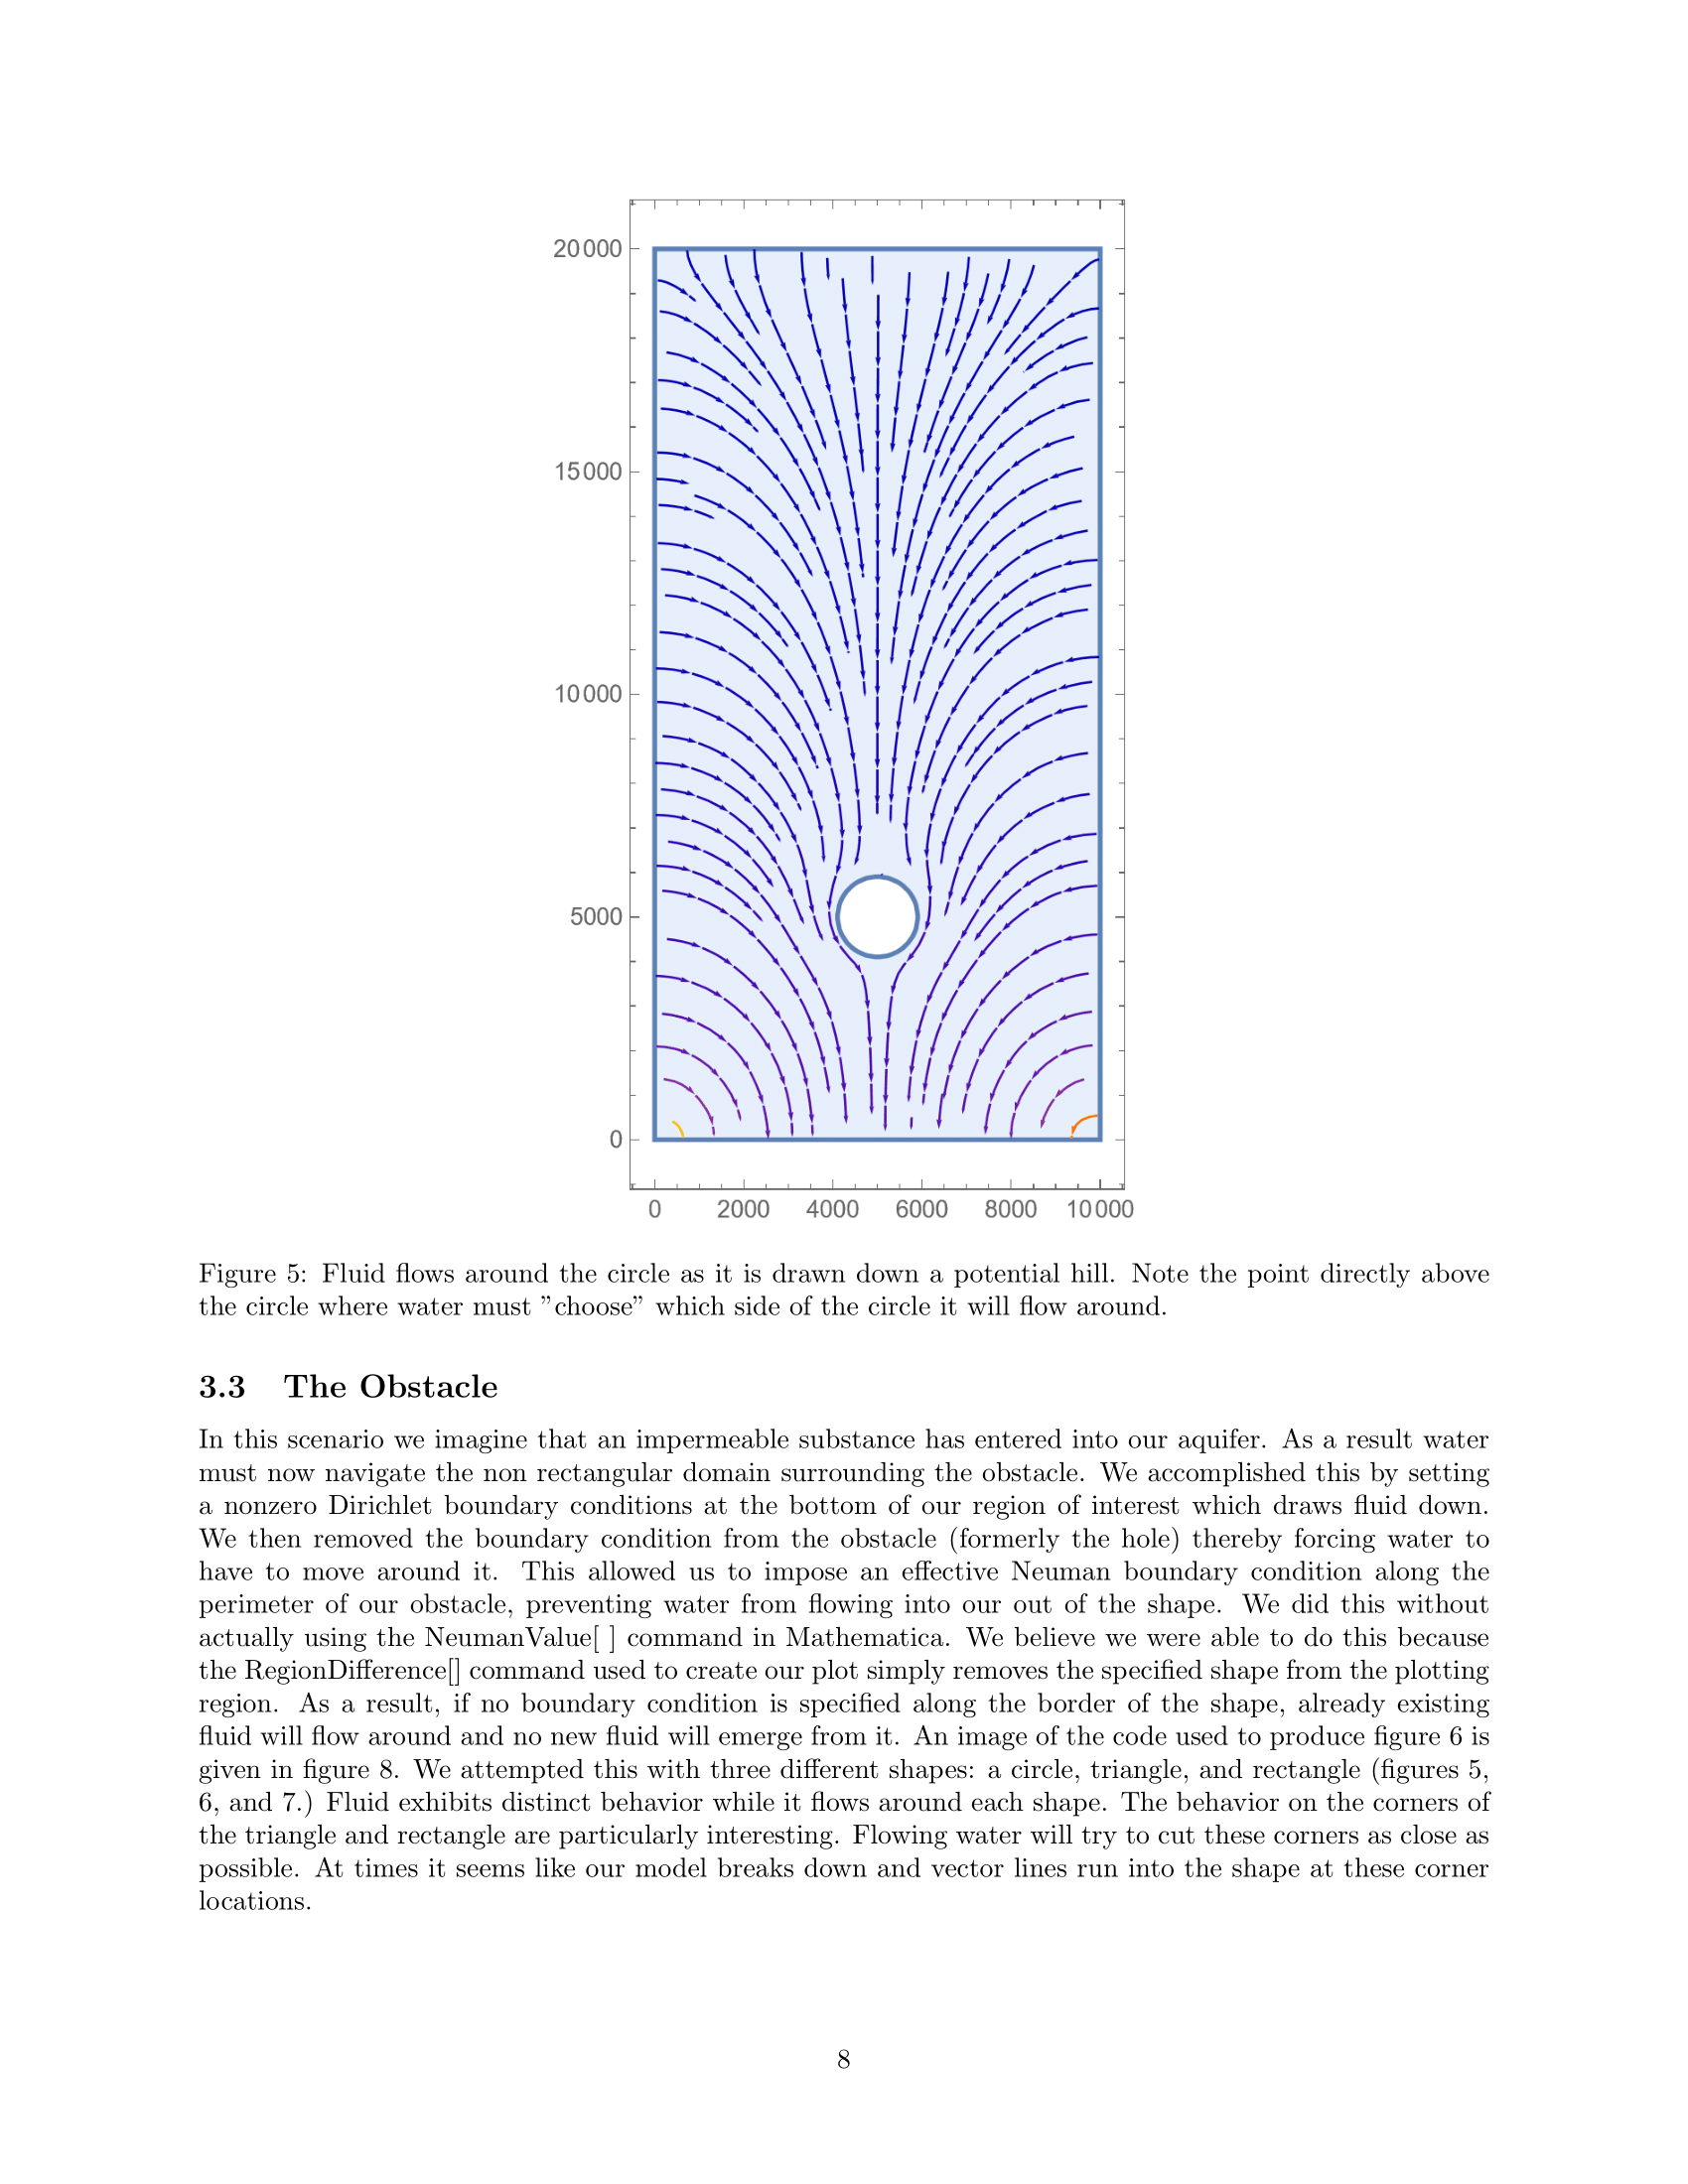 20000
15000
10000
5000
0
0 2000 4000 6000 8000 10000
Figure 5: Fluid flows around the circle as it is drawn down a potential hill. Note the point directly above
the circle where water must ”choose” which side of the circle it will flow around.
3.3 The Obstacle
In this scenario we imagine that an impermeable substance has entered into our aquifer. As a result water
must now navigate the non rectangular domain surrounding the obstacle. We accomplished this by setting
a nonzero Dirichlet boundary conditions at the bottom of our region of interest which draws fluid down.
We then removed the boundary condition from the obstacle (formerly the hole) thereby forcing water to
have to move around it. This allowed us to impose an effective Neuman boundary condition along the
perimeter of our obstacle, preventing water from flowing into our out of the shape. We did this without
actually using the NeumanValue[ ] command in Mathematica. We believe we were able to do this because
the RegionDifference[] command used to create our plot simply removes the specified shape from the plotting
region. As a result, if no boundary condition is specified along the border of the shape, already existing
fluid will flow around and no new fluid will emerge from it. An image of the code used to produce figure 6 is
given in figure 8. We attempted this with three different shapes: a circle, triangle, and rectangle (figures 5,
6, and 7.) Fluid exhibits distinct behavior while it flows around each shape. The behavior on the corners of
the triangle and rectangle are particularly interesting. Flowing water will try to cut these corners as close as
possible. At times it seems like our model breaks down and vector lines run into the shape at these corner
locations.
8